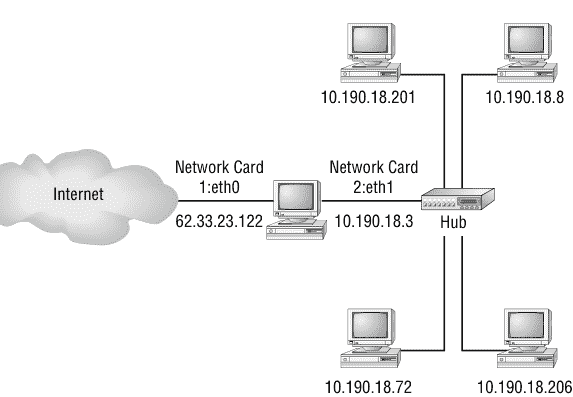 10.190.18.201
10.190.18.8
Network Card
1:eth0
Network Card
2:eth1
Internet
62.33.23.122
10.190.18.3
Hub
10.190.18.72
10.190.18.206